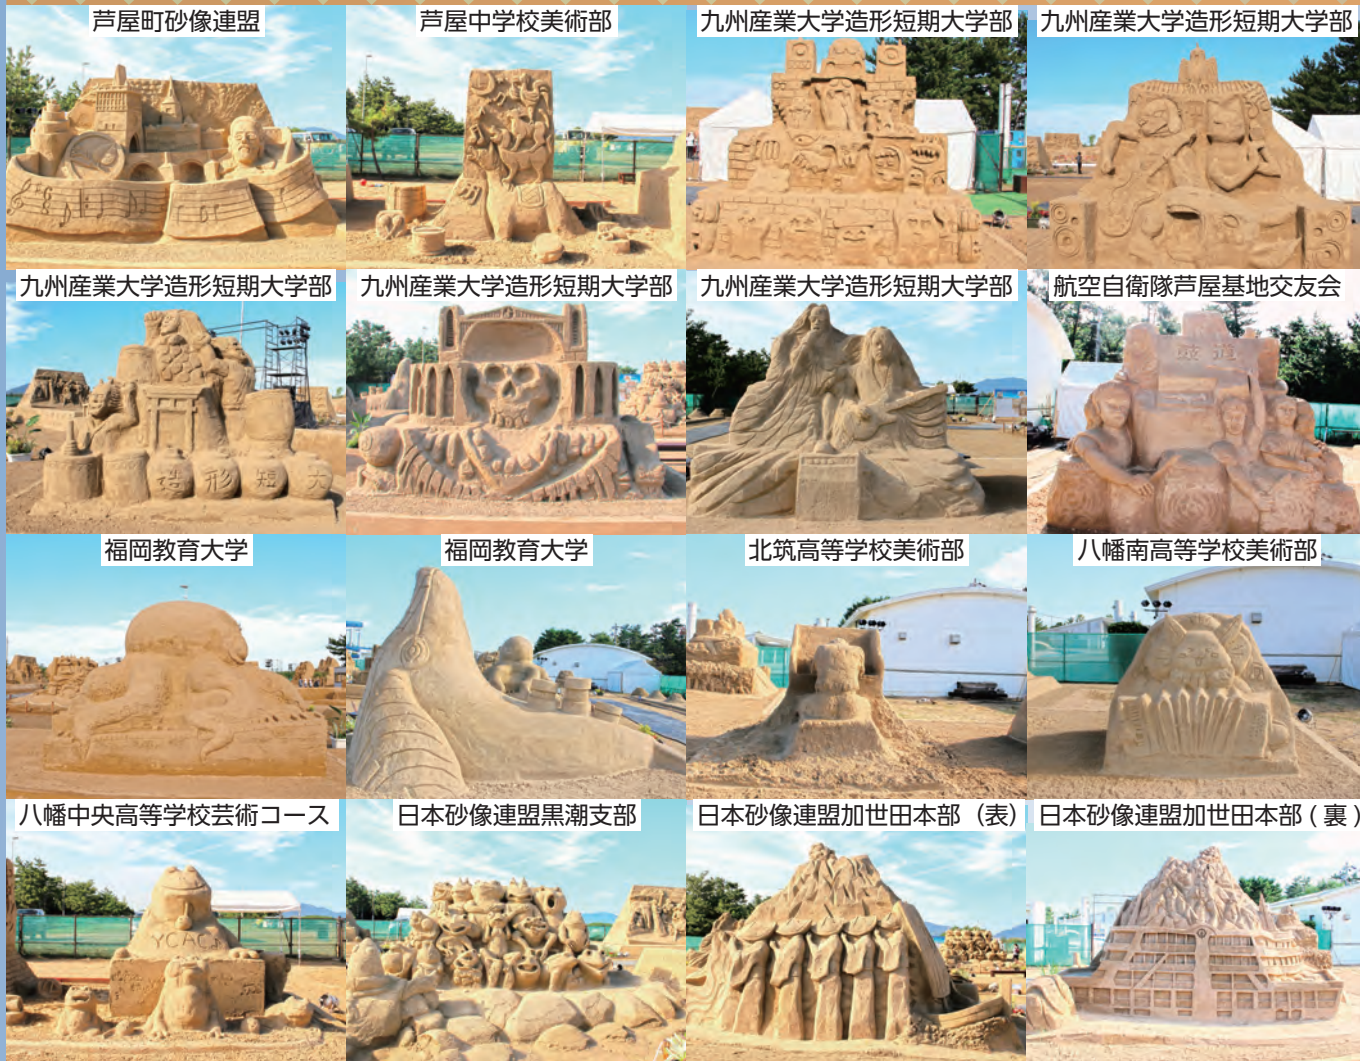 芦屋町砂像連盟
芦屋中学校美術部
九州産業大学造形短期大学部
九州産業大学造形短期大学部
九州産業大学造形短期大学部
九州産業大学造形短期大学部
九州産業大学造形短期大学部
航空自衛隊芦屋基地交友会
造形短大
福岡教育大学
福岡教育大学
北筑高等学校美術部
八幡南高等学校美術部
八幡中央高等学校芸術コース
日本砂像連盟黒潮支部
日本砂像連盟加世田本部（表）
日本砂像連盟加世田本部(裏)
YCAC